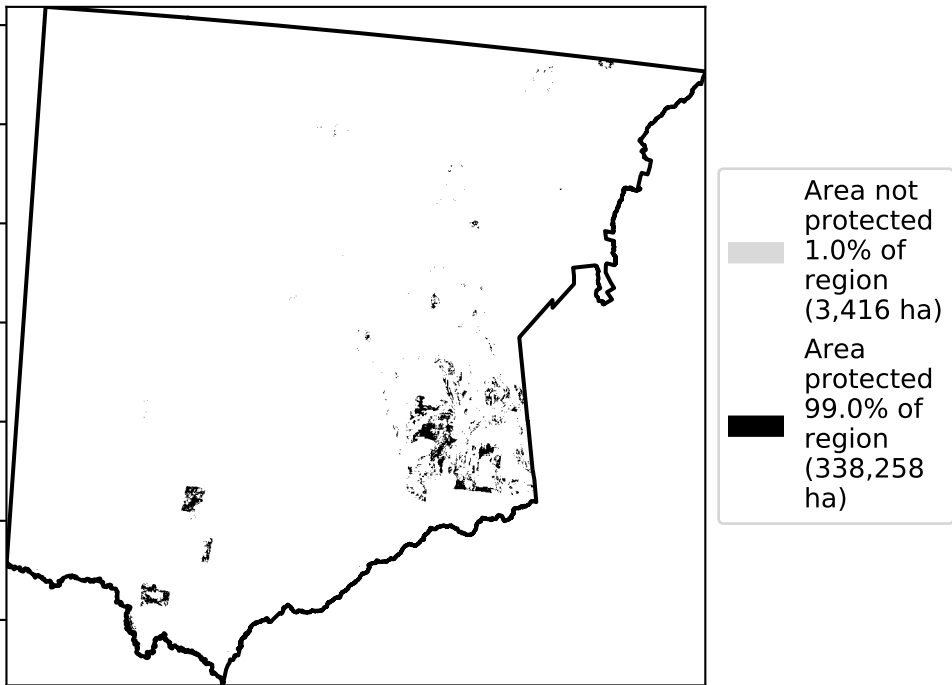 Area not
protected
1.0% of
region
(3,416 ha)
Area
protected
99.0% of
region
(338,258
ha)